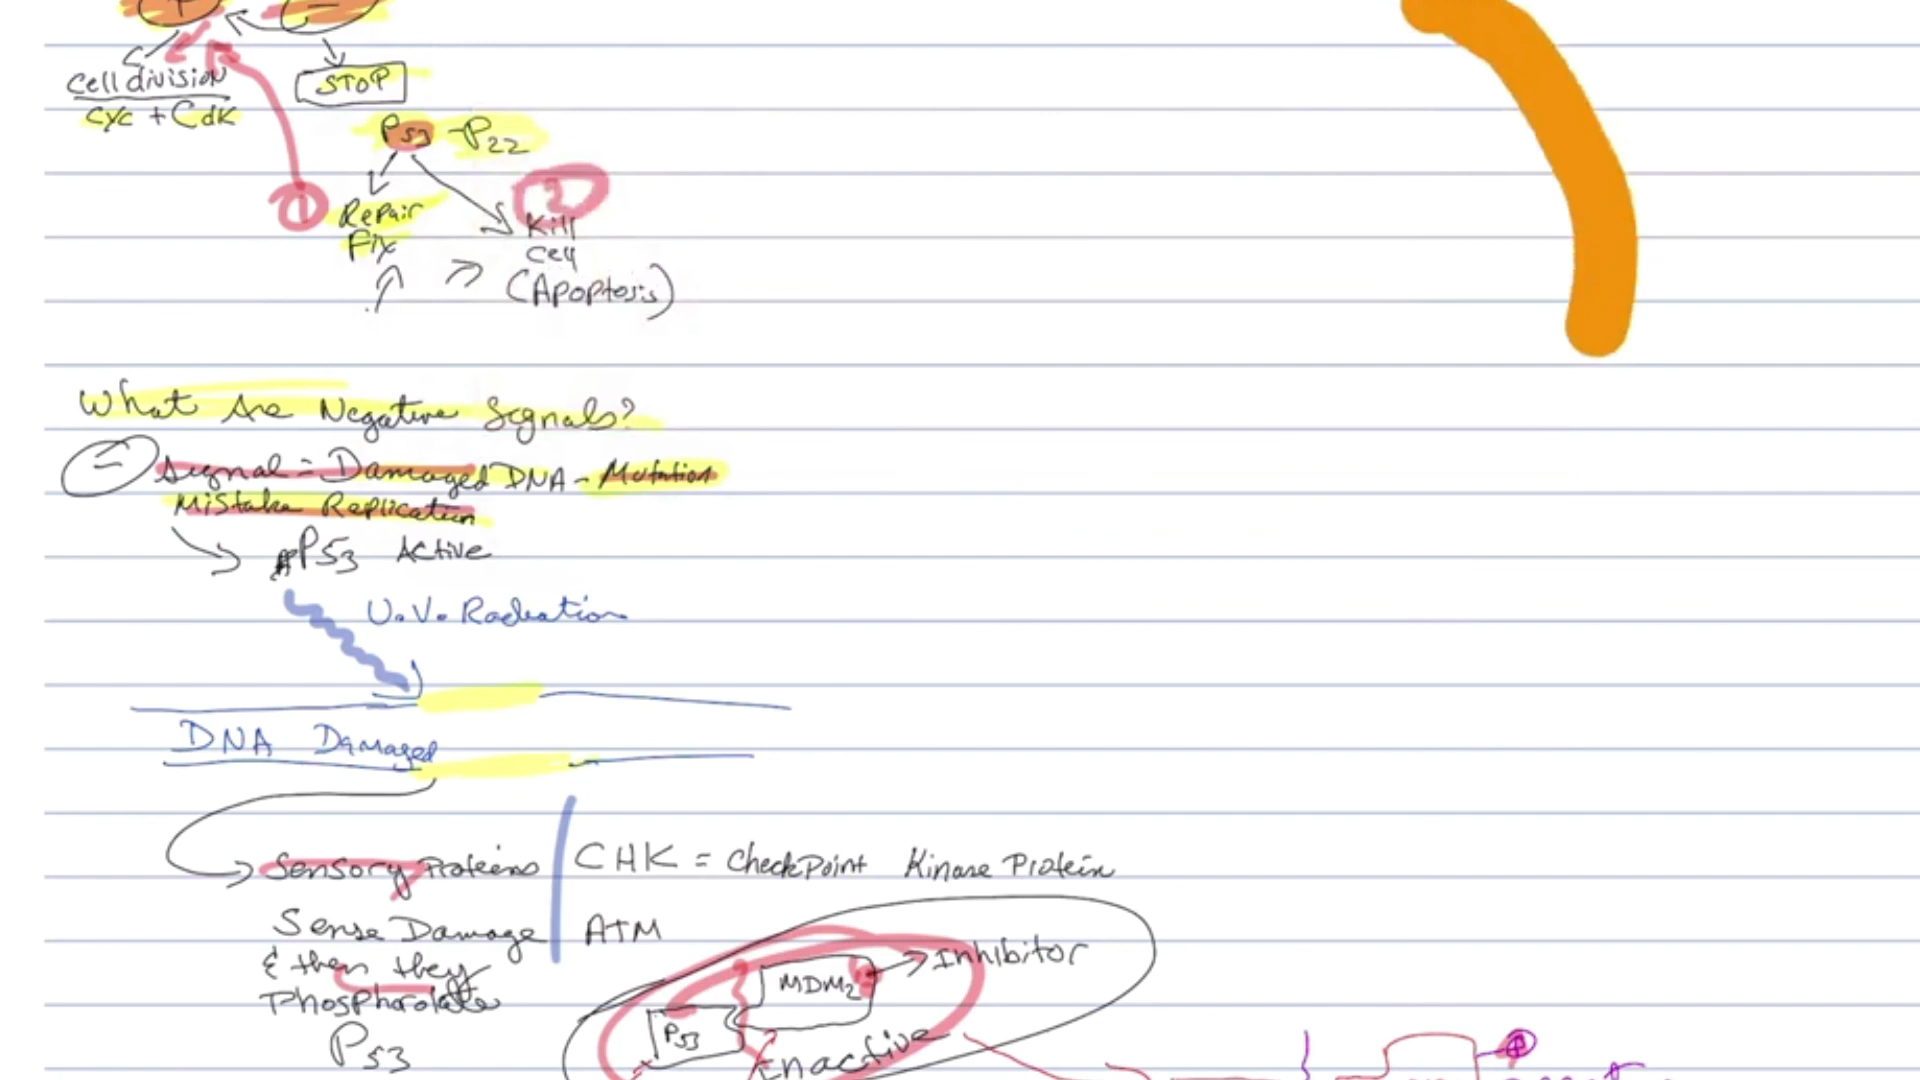 Cell division
Cyc + Cdk
STOP
P53 - P22
1
2
Repair
Fix
Kill
Cell
(Apoptosis)
What Are Negative Signals?
- Signal = Damaged DNA - Mutation
Mistake Replication
P53 Active
U.V. Radiation
DNA Damaged
Sensory Proteins
CHK = CheckPoint Kinase Protein
Sense Damage
ATM
& then they
Phosphorolate
P53
MDM2
Inhibitor
P53
Inactive